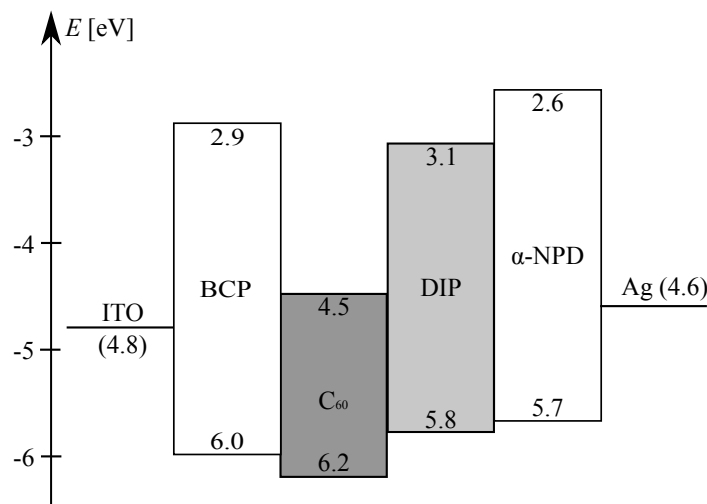 E [eV]
-3
-4
-5
-6
ITO
(4.8)
2.9
BCP
6.0
4.5
C₆₀
6.2
3.1
DIP
5.8
2.6
α-NPD
5.7
Ag (4.6)